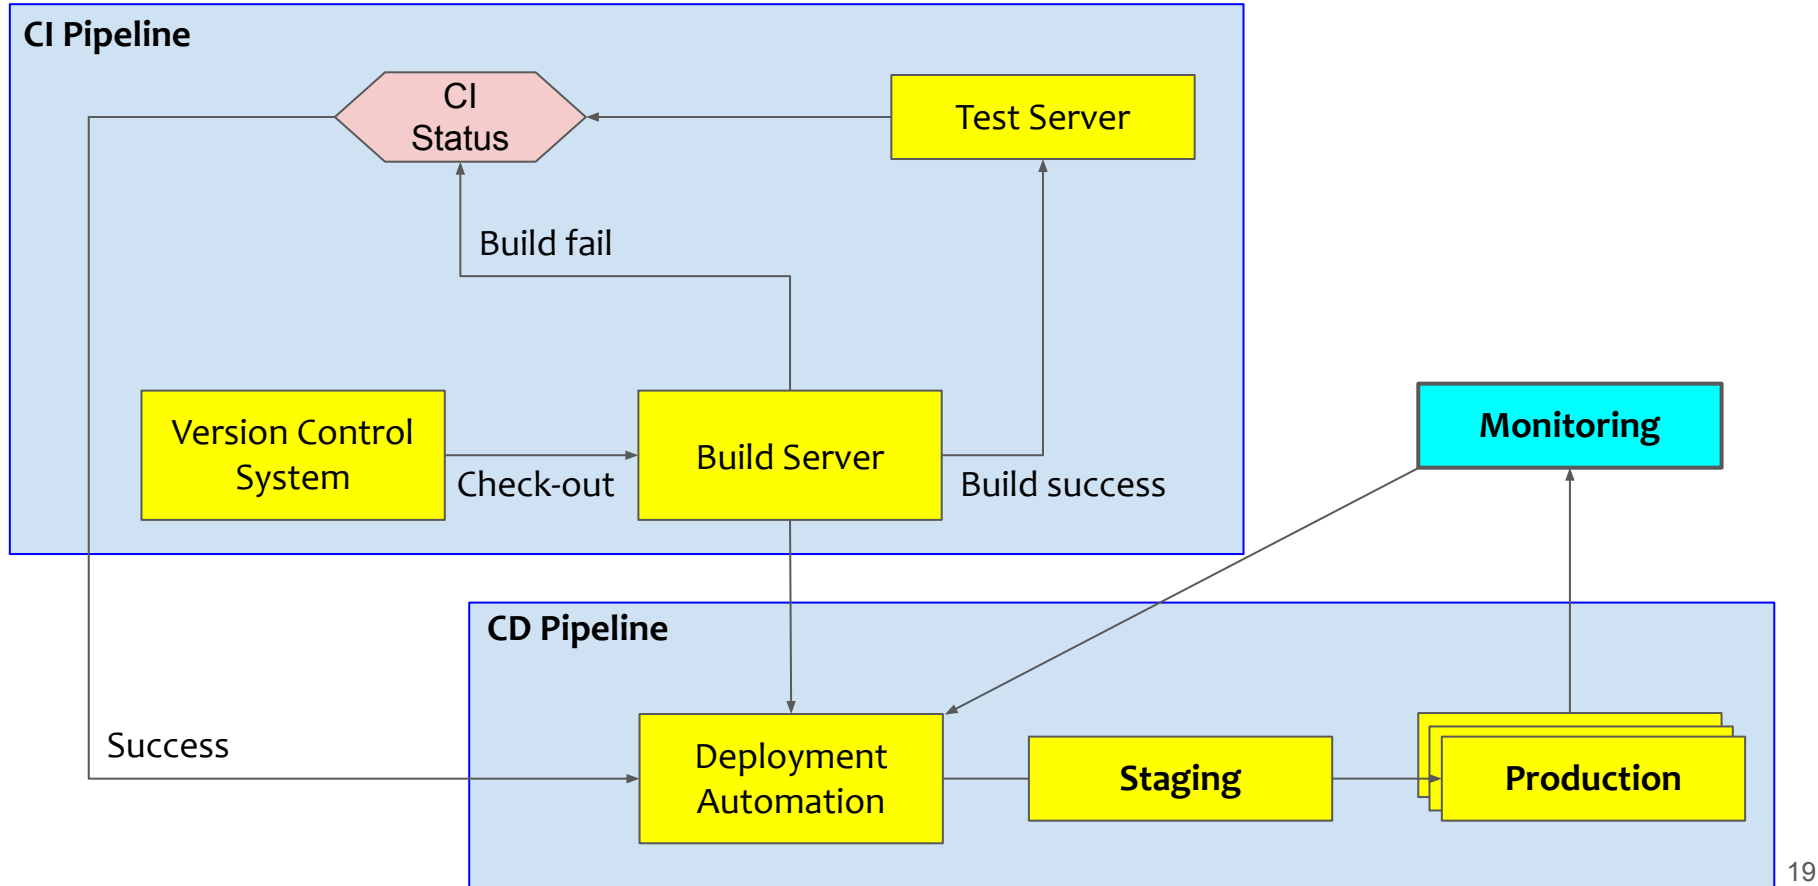 CI Pipeline
CI
Status
Test Server
Build fail
Version Control
System
Check-out
Build Server
Build success
Monitoring
CD Pipeline
Success
Deployment
Automation
Staging
Production
19